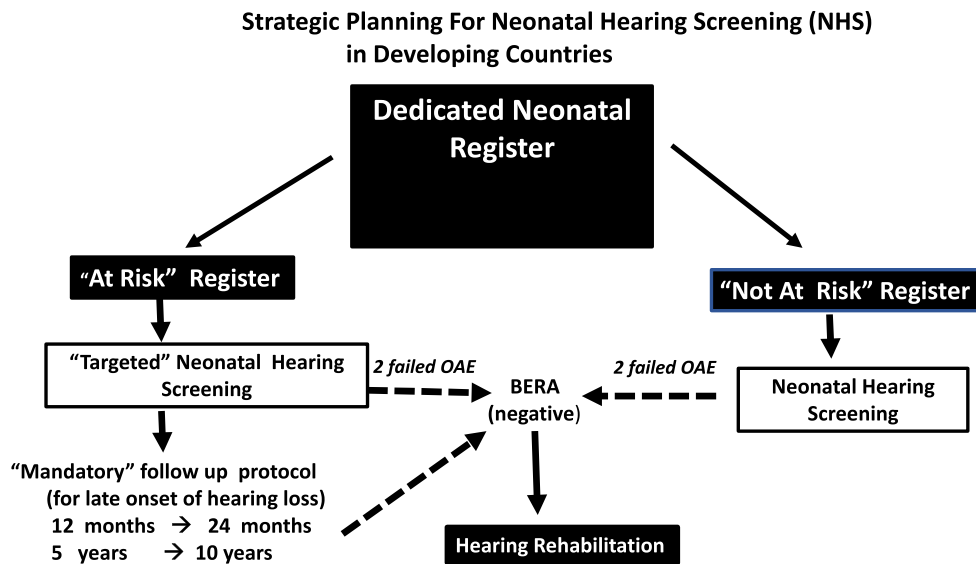 Strategic Planning For Neonatal Hearing Screening (NHS)
in Developing Countries
Dedicated Neonatal
Register
“At Risk” Register
“Not At Risk” Register
“Targeted” Neonatal Hearing
Screening
2 failed OAE
BERA
(negative)
2 failed OAE
Neonatal Hearing
Screening
“Mandatory” follow up protocol
(for late onset of hearing loss)
12 months → 24 months
5 years → 10 years
Hearing Rehabilitation